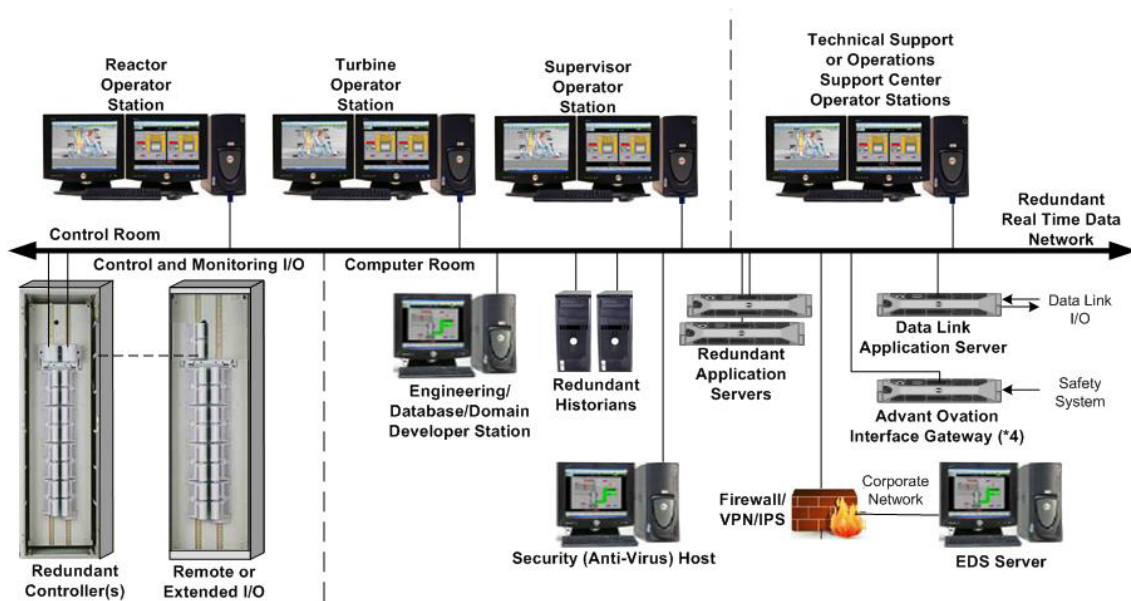 Reactor
Operator
Station
Turbine
Operator
Station
Supervisor
Operator
Station
Technical Support
or Operations
Support Center
Operator Stations
Redundant
Real Time Data
Network
Control Room
Control and Monitoring I/O
Computer Room
Engineering/
Database/Domain
Developer Station
Redundant
Historians
Redundant
Application
Servers
Data Link
Application Server
Data Link
I/O
Advant Ovation
Interface Gateway (*4)
Safety
System
Security (Anti-Virus) Host
Firewall/
VPN/IPS
Corporate
Network
EDS Server
Redundant
Controller(s)
Remote or
Extended I/O